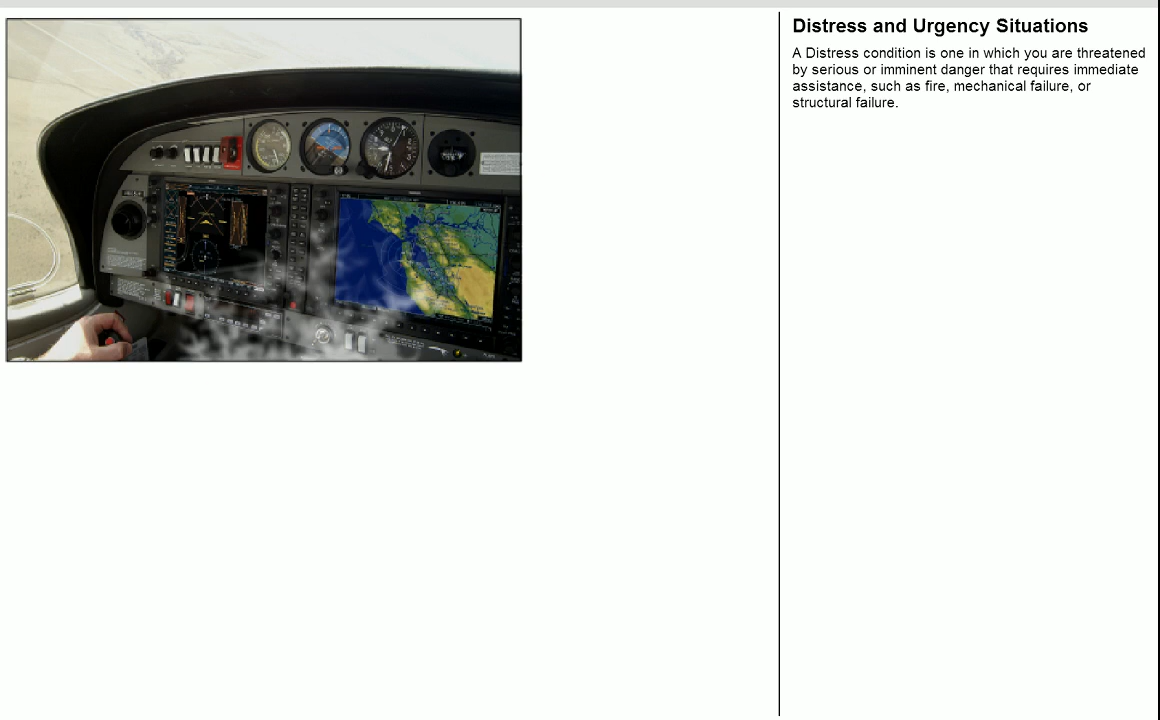 Distress and Urgency Situations
A Distress condition is one in which you are threatened
by serious or imminent danger that requires immediate
assistance, such as fire, mechanical failure, or
structural failure.